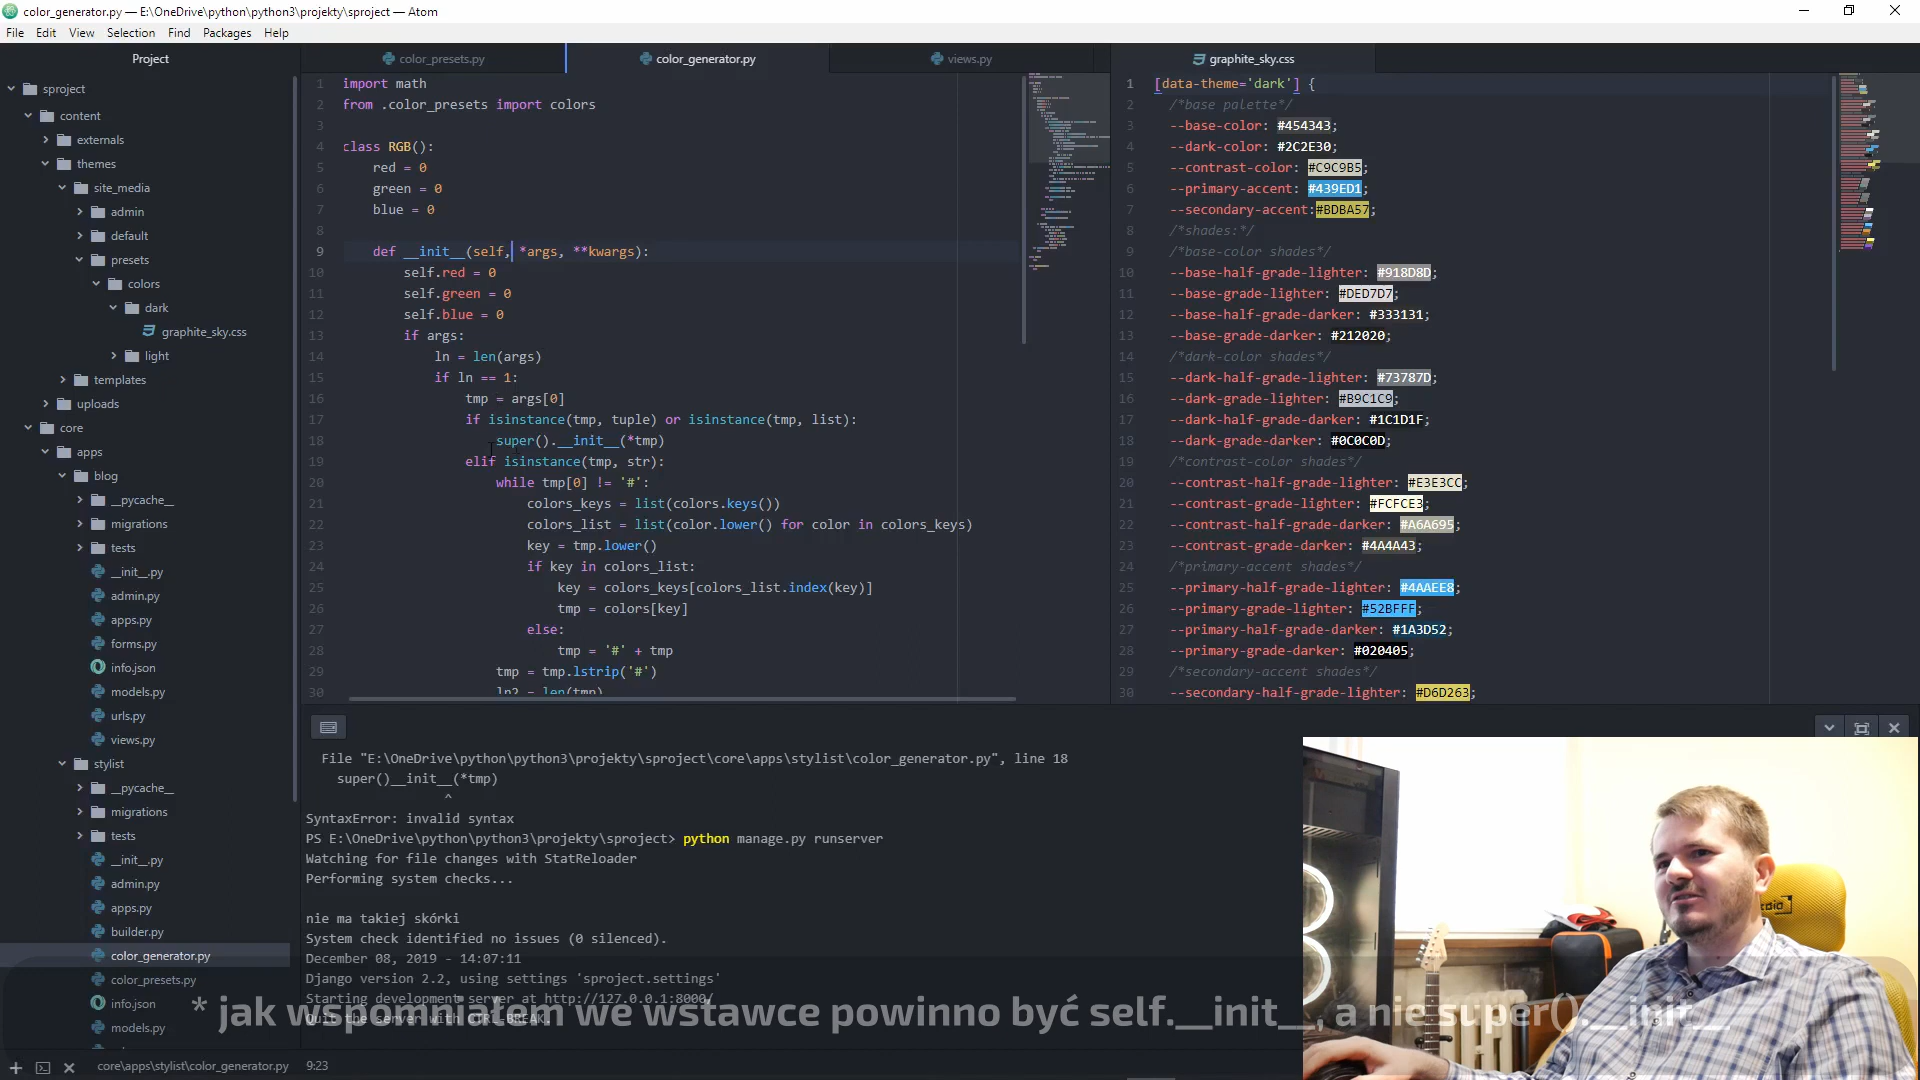 color_generator.py — E:\OneDrive\python\python3\projekty\sproject — Atom
File Edit View Selection Find Packages Help
Project
sproject
content
externals
themes
site_media
admin
default
presets
colors
dark
graphite_sky.css
light
templates
uploads
core
apps
blog
__pycache__
migrations
tests
__init__.py
admin.py
apps.py
forms.py
info.json
models.py
urls.py
views.py
stylist
__pycache__
migrations
tests
__init__.py
admin.py
apps.py
builder.py
color_generator.py
color_presets.py
info.json
models.py
color_presets.py color_generator.py views.py
1 import math
2 from .color_presets import colors
3
4 class RGB():
5 red = 0
6 green = 0
7 blue = 0
8
9 def __init__(self, *args, **kwargs):
10 self.red = 0
11 self.green = 0
12 self.blue = 0
13 if args:
14 ln = len(args)
15 if ln == 1:
16 tmp = args[0]
17 if isinstance(tmp, tuple) or isinstance(tmp, list):
18 super().__init__(*tmp)
19 elif isinstance(tmp, str):
20 while tmp[0] != '#':
21 colors_keys = list(colors.keys())
22 colors_list = list(color.lower() for color in colors_keys)
23 key = tmp.lower()
24 if key in colors_list:
25 key = colors_keys[colors_list.index(key)]
26 tmp = colors[key]
27 else:
28 tmp = '#' + tmp
29 tmp = tmp.lstrip('#')
30 ln2 = len(tmp)
graphite_sky.css
1 [data-theme='dark'] {
2 /*base palette*/
3 --base-color: #454343;
4 --dark-color: #2C2E30;
5 --contrast-color: #C9C9B5;
6 --primary-accent: #439ED1;
7 --secondary-accent:#BDBA57;
8 /*shades:*/
9 /*base-color shades*/
10 --base-half-grade-lighter: #918D8D;
11 --base-grade-lighter: #DED7D7;
12 --base-half-grade-darker: #333131;
13 --base-grade-darker: #212020;
14 /*dark-color shades*/
15 --dark-half-grade-lighter: #73787D;
16 --dark-grade-lighter: #B9C1C9;
17 --dark-half-grade-darker: #1C1D1F;
18 --dark-grade-darker: #0C0C0D;
19 /*contrast-color shades*/
20 --contrast-half-grade-lighter: #E3E3CC;
21 --contrast-grade-lighter: #FCFCE3;
22 --contrast-half-grade-darker: #A6A695;
23 --contrast-grade-darker: #4A4A43;
24 /*primary-accent shades*/
25 --primary-half-grade-lighter: #4AAEE8;
26 --primary-grade-lighter: #52BFFF;
27 --primary-half-grade-darker: #1A3D52;
28 --primary-grade-darker: #020405;
29 /*secondary-accent shades*/
30 --secondary-half-grade-lighter: #D6D263;
File "E:\OneDrive\python\python3\projekty\sproject\core\apps\stylist\color_generator.py", line 18
super()__init__(*tmp)
^
SyntaxError: invalid syntax
PS E:\OneDrive\python\python3\projekty\sproject> python manage.py runserver
Watching for file changes with StatReloader
Performing system checks...
nie ma takiej skórki
System check identified no issues (0 silenced).
December 08, 2019 - 14:07:11
Django version 2.2, using settings 'sproject.settings'
Starting development server at http://127.0.0.1:8000/
Quit the server with CTRL-BREAK.
* jak wspomniałem we wstawce powinno być self.__init__, a nie super().__init__
core\apps\stylist\color_generator.py 9:23